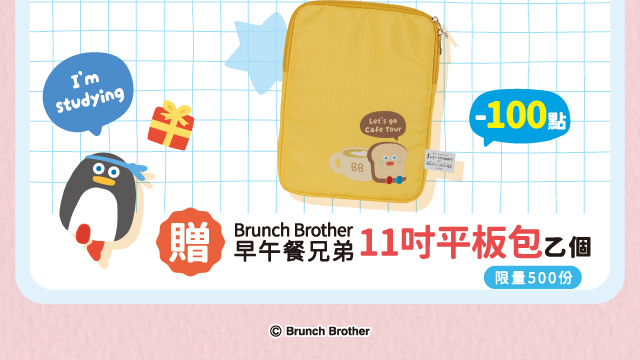 I'm
studying
Let's go
Cafe Tour
BB
-100點
贈
Brunch Brother
早午餐兄弟
11吋平板包乙個
限量500份
© Brunch Brother